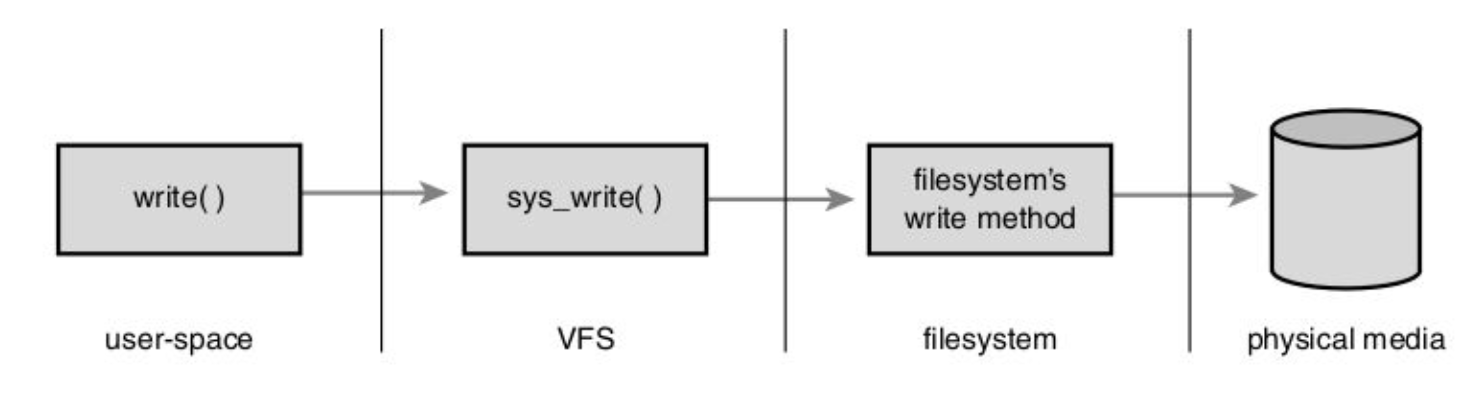 write( )
sys_write( )
filesystem’s
write method
user-space
VFS
filesystem
physical media